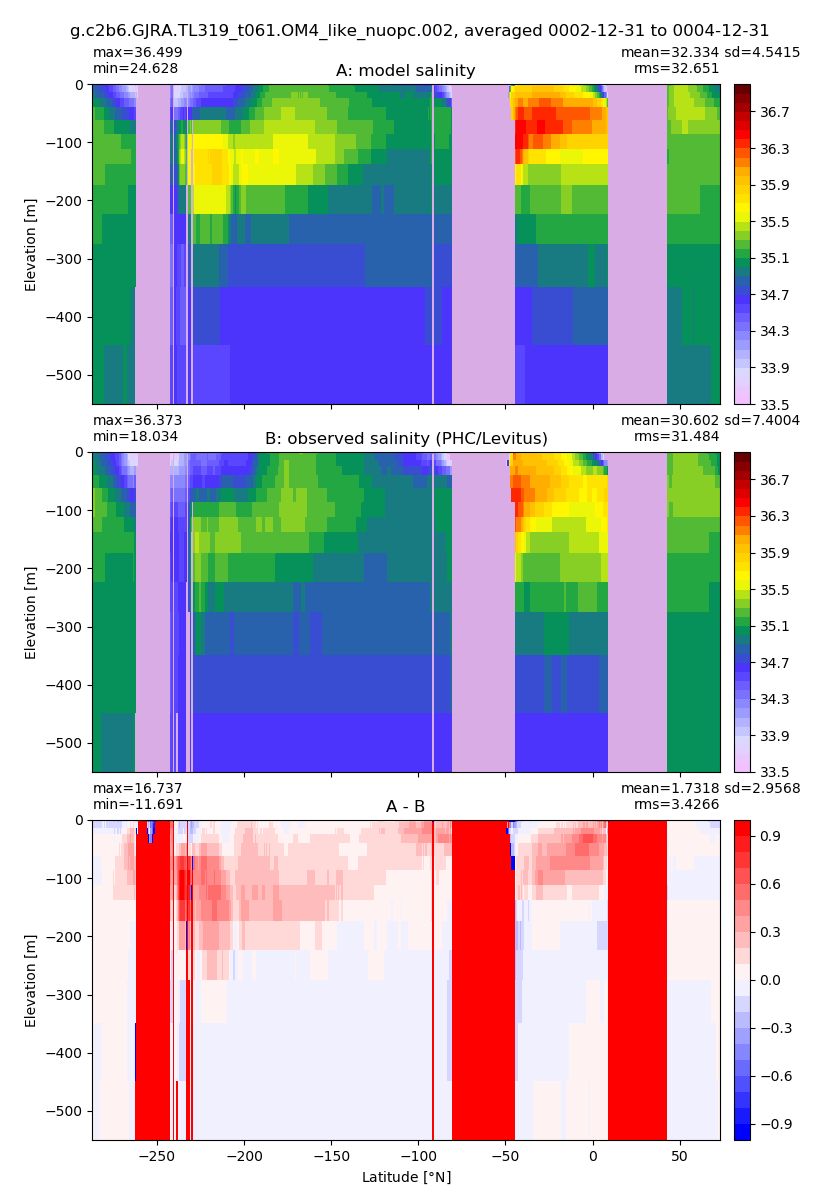 g.c2b6.GJRA.TL319_t061.OM4_like_nuopc.002, averaged 0002-12-31 to 0004-12-31
max=36.499
min=24.628
A: model salinity
mean=32.334 sd=4.5415
rms=32.651
0
−100
−200
−300
−400
−500
Elevation [m]
36.7
36.3
35.9
35.5
35.1
34.7
34.3
33.9
33.5
max=36.373
min=18.034
B: observed salinity (PHC/Levitus)
mean=30.602 sd=7.4004
rms=31.484
0
−100
−200
−300
−400
−500
Elevation [m]
36.7
36.3
35.9
35.5
35.1
34.7
34.3
33.9
33.5
max=16.737
min=-11.691
A - B
mean=1.7318 sd=2.9568
rms=3.4266
0
−100
−200
−300
−400
−500
Elevation [m]
0.9
0.6
0.3
0.0
−0.3
−0.6
−0.9
−250 −200 −150 −100 −50 0 50
Latitude [°N]